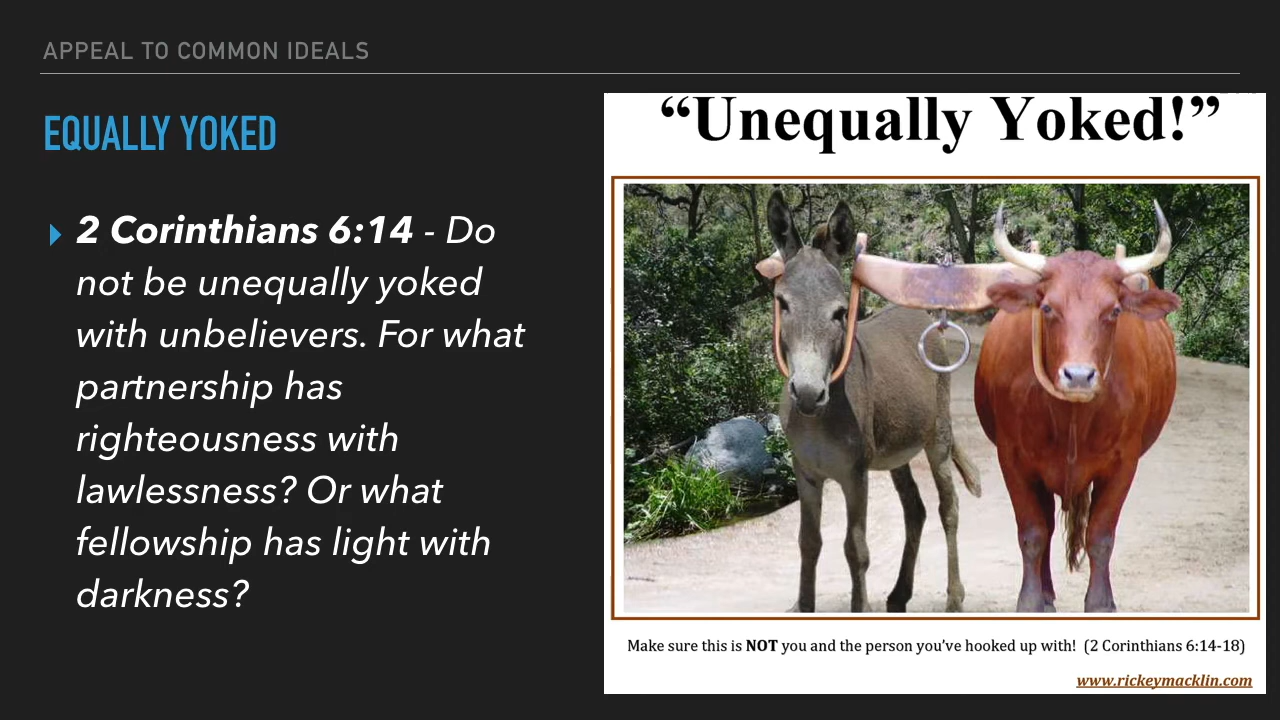 APPEAL TO COMMON IDEALS
EQUALLY YOKED
2 Corinthians 6:14 - Do
not be unequally yoked
with unbelievers. For what
partnership has
righteousness with
lawlessness? Or what
fellowship has light with
darkness?
“Unequally Yoked!”
Make sure this is NOT you and the person you’ve hooked up with! (2 Corinthians 6:14-18)
www.rickeymacklin.com